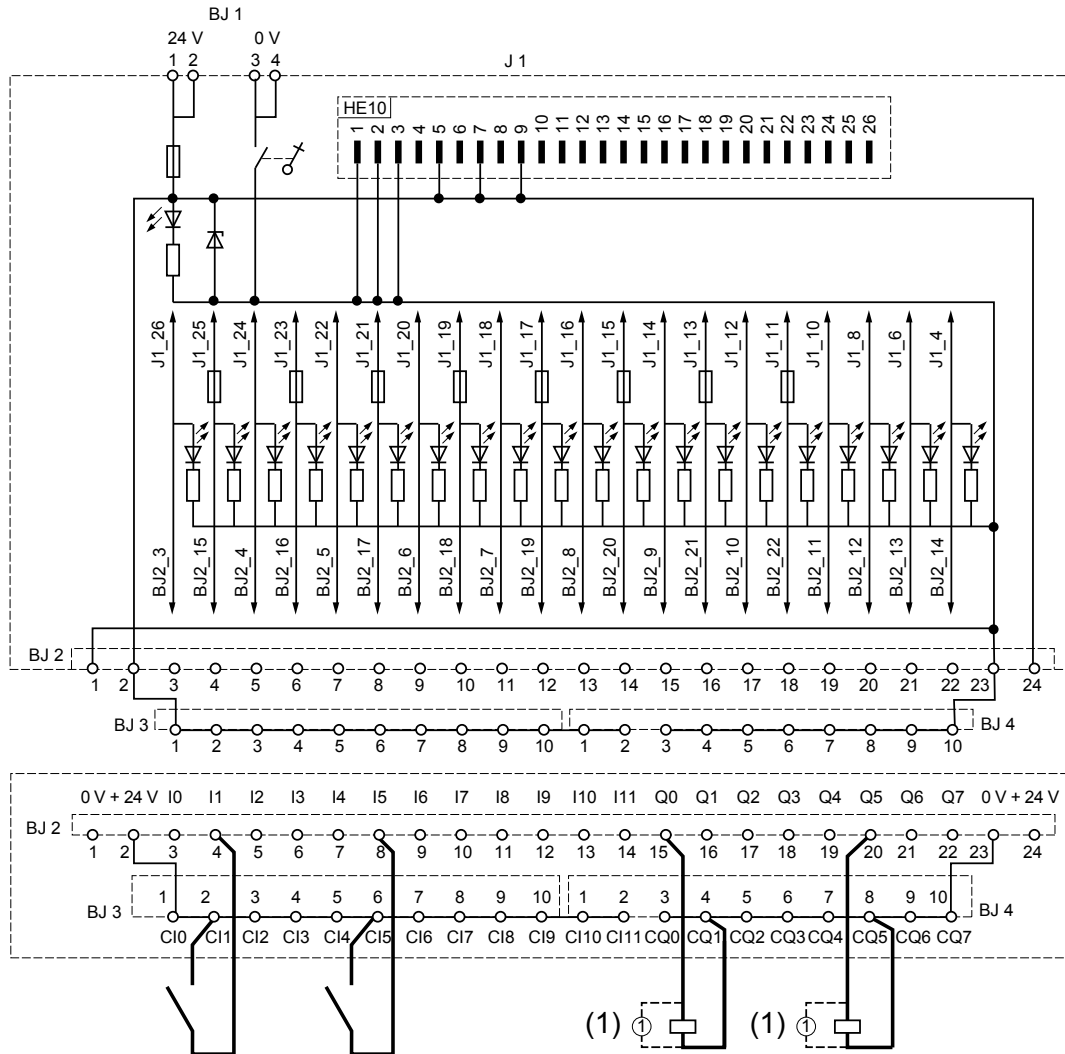 BJ 1
24 V 0 V
1 2 3 4 J 1
HE10
1 2 3 4 5 6 7 8 9 10 11 12 13 14 15 16 17 18 19 20 21 22 23 24 25 26
J1_26 J1_25 J1_24 J1_23 J1_22 J1_21 J1_20 J1_19 J1_18 J1_17 J1_16 J1_15 J1_14 J1_13 J1_12 J1_11 J1_10 J1_8 J1_6 J1_4
BJ2_3 BJ2_15 BJ2_4 BJ2_16 BJ2_5 BJ2_17 BJ2_6 BJ2_18 BJ2_7 BJ2_19 BJ2_8 BJ2_20 BJ2_9 BJ2_21 BJ2_10 BJ2_22 BJ2_11 BJ2_12 BJ2_13 BJ2_14
BJ 2
1 2 3 4 5 6 7 8 9 10 11 12 13 14 15 16 17 18 19 20 21 22 23 24
BJ 3 BJ 4
1 2 3 4 5 6 7 8 9 10 1 2 3 4 5 6 7 8 9 10
0 V + 24 V I0 I1 I2 I3 I4 I5 I6 I7 I8 I9 I10 I11 Q0 Q1 Q2 Q3 Q4 Q5 Q6 Q7 0 V + 24 V
BJ 2
1 2 3 4 5 6 7 8 9 10 11 12 13 14 15 16 17 18 19 20 21 22 23 24
1 2 3 4 5 6 7 8 9 10 1 2 3 4 5 6 7 8 9 10
BJ 3 BJ 4
CI0 CI1 CI2 CI3 CI4 CI5 CI6 CI7 CI8 CI9 CI10 CI11 CQ0 CQ1 CQ2 CQ3 CQ4 CQ5 CQ6 CQ7
(1) 1 (1) 1